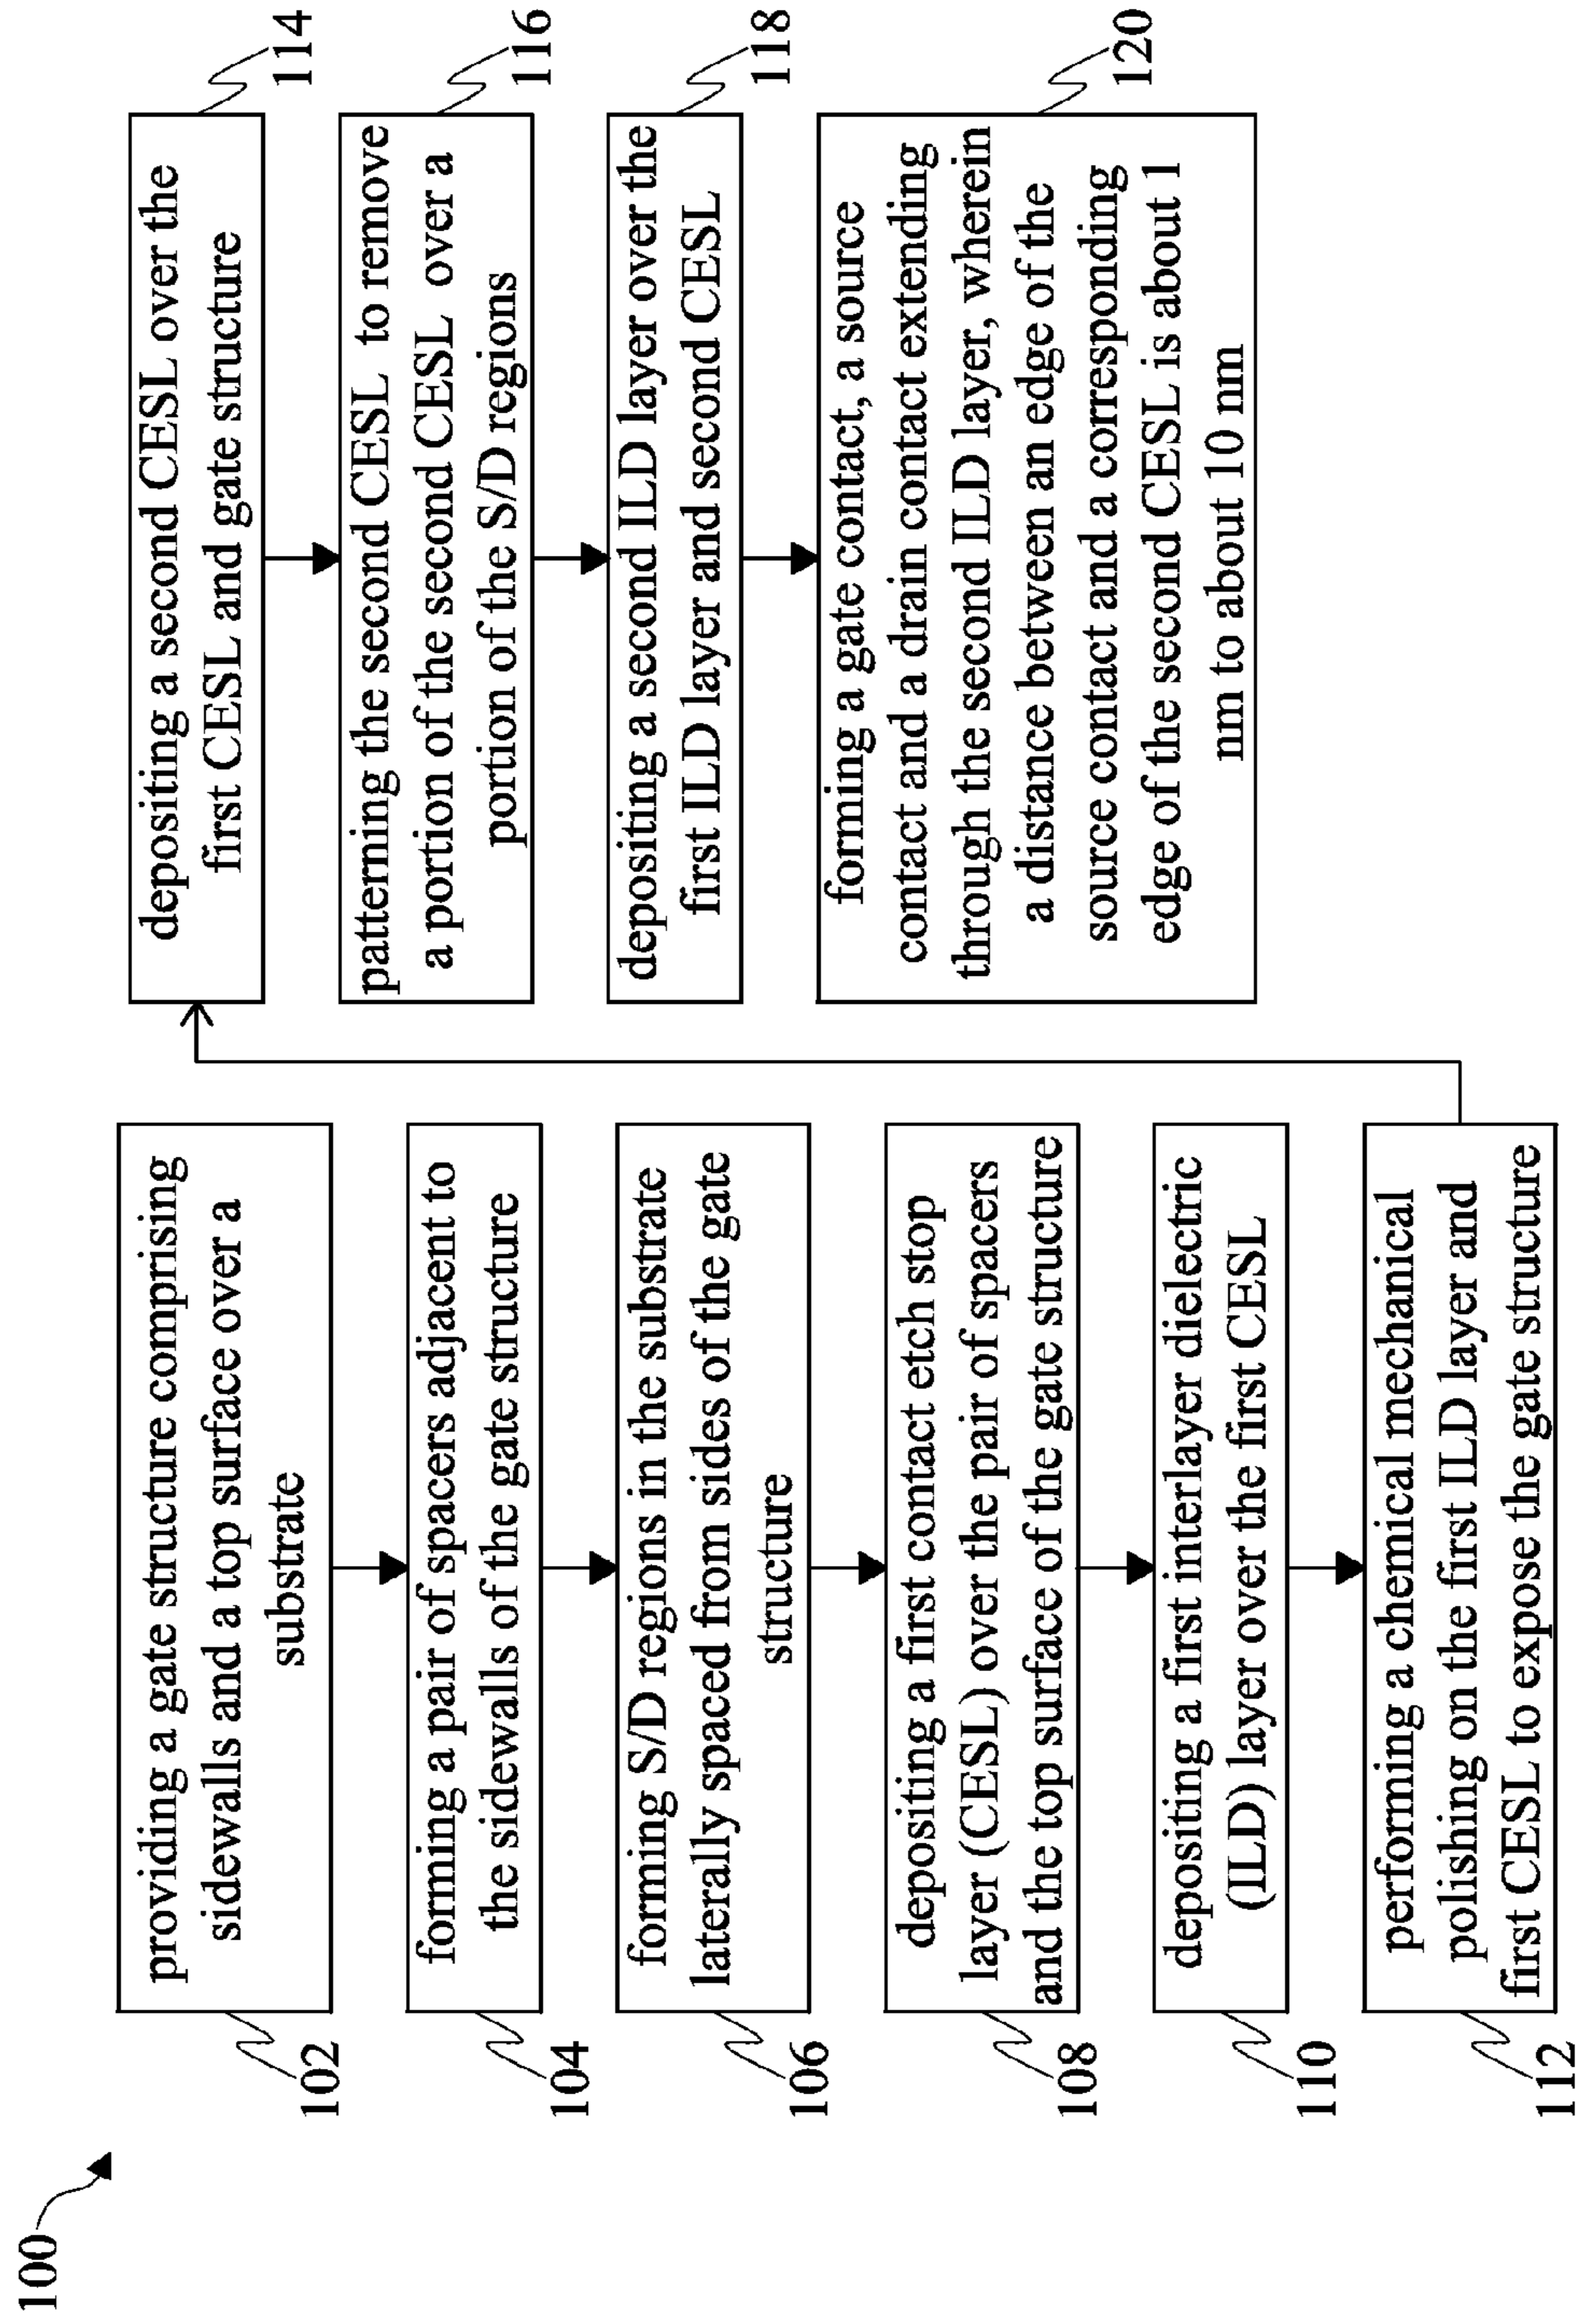 100
102
providing a gate structure comprising
sidewalls and a top surface over a
substrate
104
forming a pair of spacers adjacent to
the sidewalls of the gate structure
106
forming S/D regions in the substrate
laterally spaced from sides of the gate
structure
108
depositing a first contact etch stop
layer (CESL) over the pair of spacers
and the top surface of the gate structure
110
depositing a first interlayer dielectric
(ILD) layer over the first CESL
112
performing a chemical mechanical
polishing on the first ILD layer and
first CESL to expose the gate structure
depositing a second CESL over the
first CESL and gate structure
114
patterning the second CESL to remove
a portion of the second CESL over a
portion of the S/D regions
116
depositing a second ILD layer over the
first ILD layer and second CESL
118
forming a gate contact, a source
contact and a drain contact extending
through the second ILD layer, wherein
a distance between an edge of the
source contact and a corresponding
edge of the second CESL is about 1
nm to about 10 nm
120